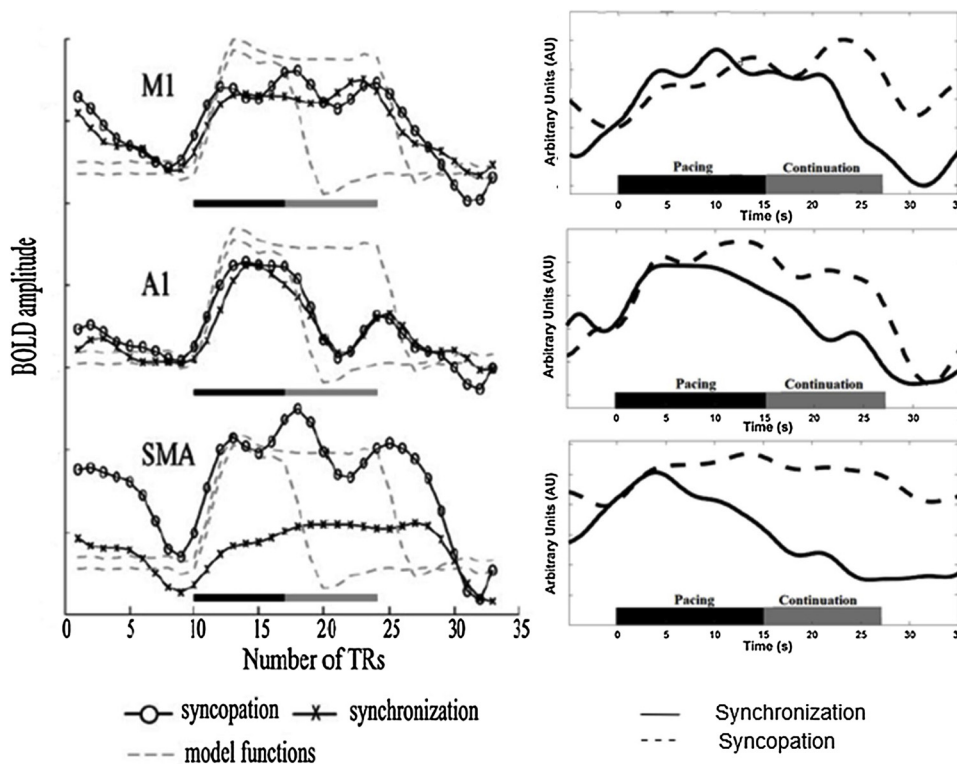 M1
A1
SMA
BOLD amplitude
0 5 10 15 20 25 30 35
Number of TRs
syncopation synchronization
model functions
Arbitrary Units (AU)
Pacing Continuation
0 5 10 15 20 25 30 35
Time (s)
Arbitrary Units (AU)
Pacing Continuation
0 5 10 15 20 25 30 35
Time (s)
Arbitrary Units (AU)
Pacing Continuation
0 5 10 15 20 25 30 35
Time (s)
Synchronization
Syncopation